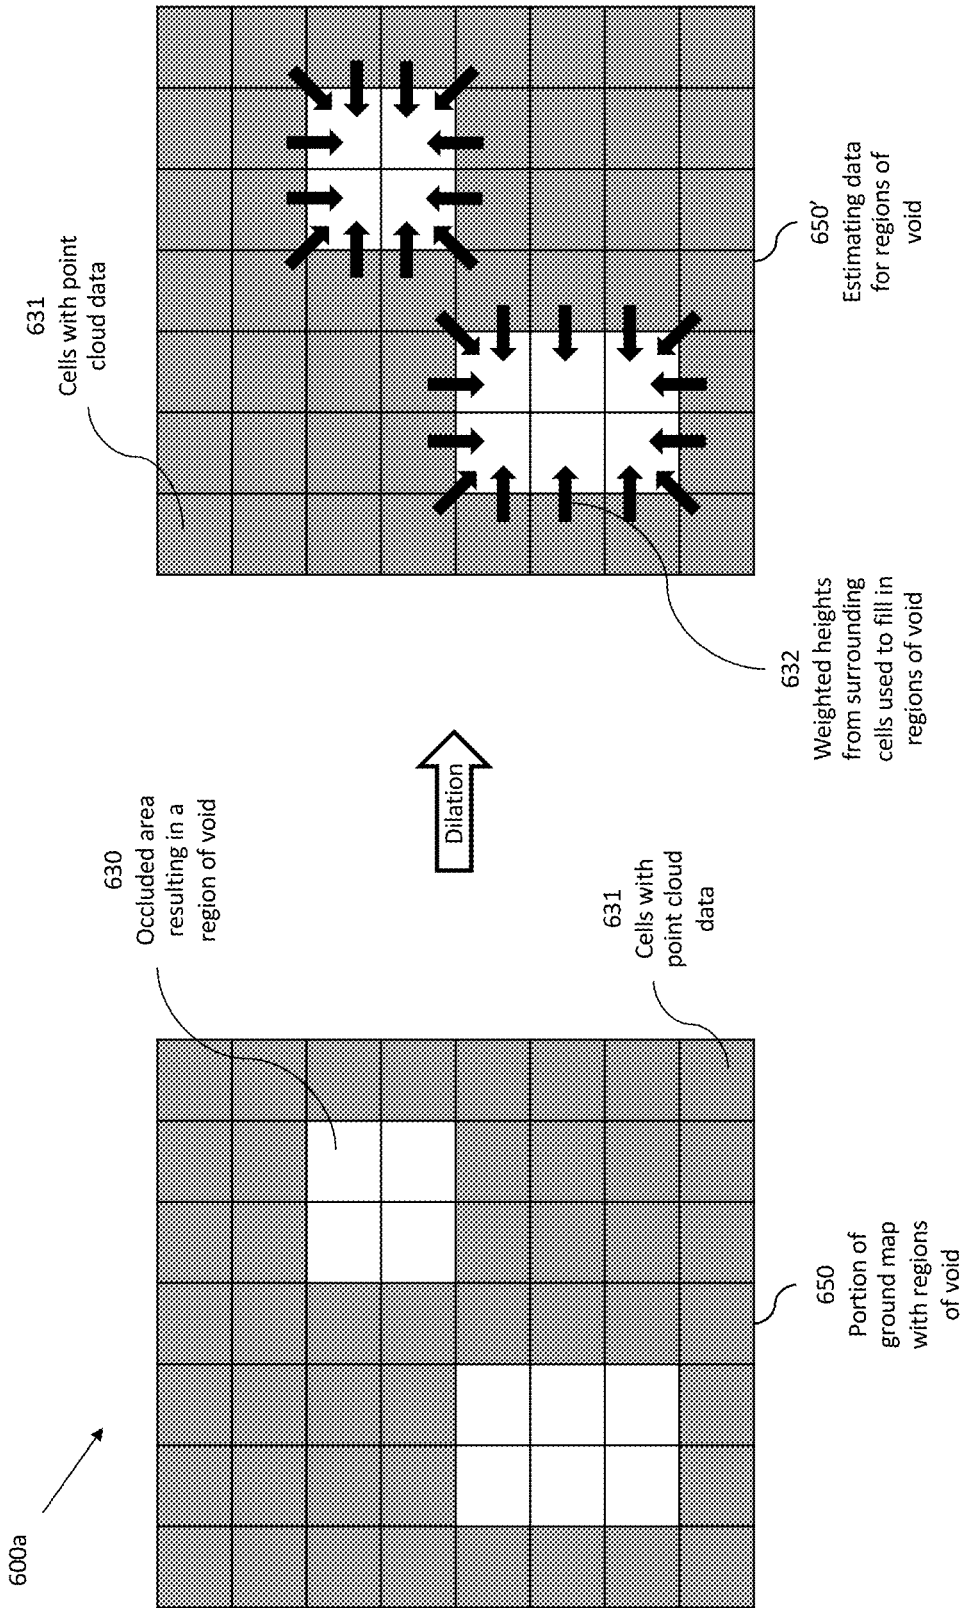 600a
630
Occluded area
resulting in a
region of void
631
Cells with
point cloud
data
650
Portion of
ground map
with regions
of void
Dilation
631
Cells with point
cloud data
632
Weighted heights
from surrounding
cells used to fill in
regions of void
650’
Estimating data
for regions of
void